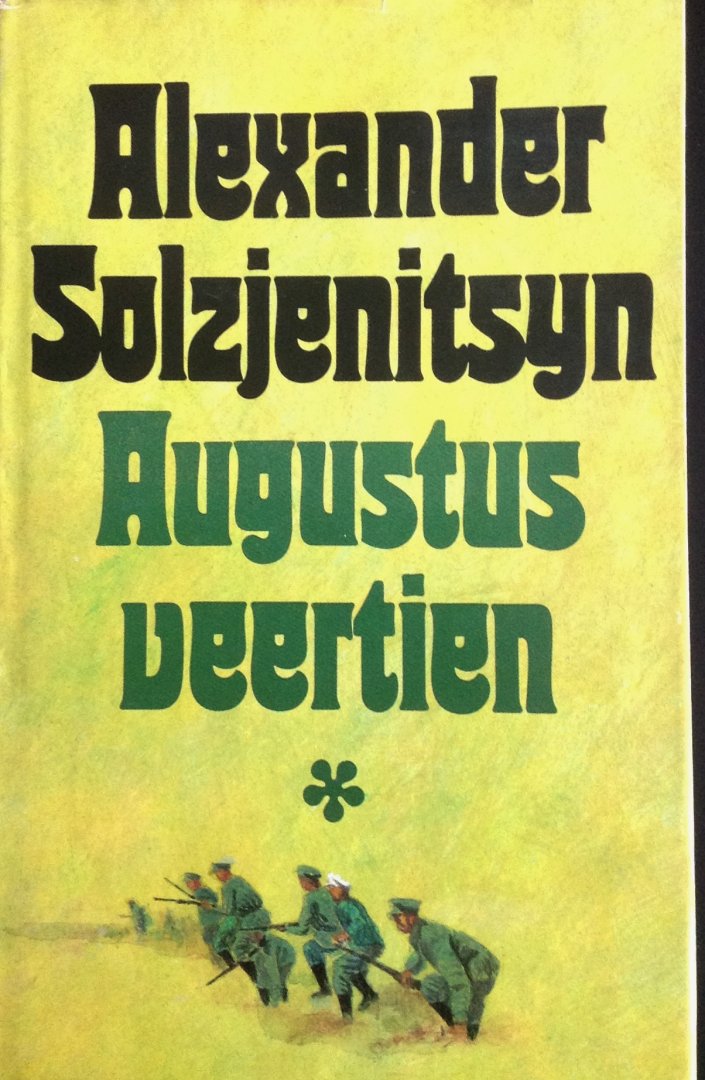 Alexander
Solzjenitsyn
Augustus
veertien
*